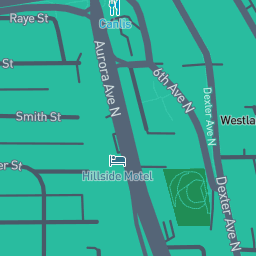 Raye St
Canlis
St
Aurora Ave N
6th Ave N
Dexter Ave N
Smith St
Westla
er St
Hillside Motel
Dexter Ave N